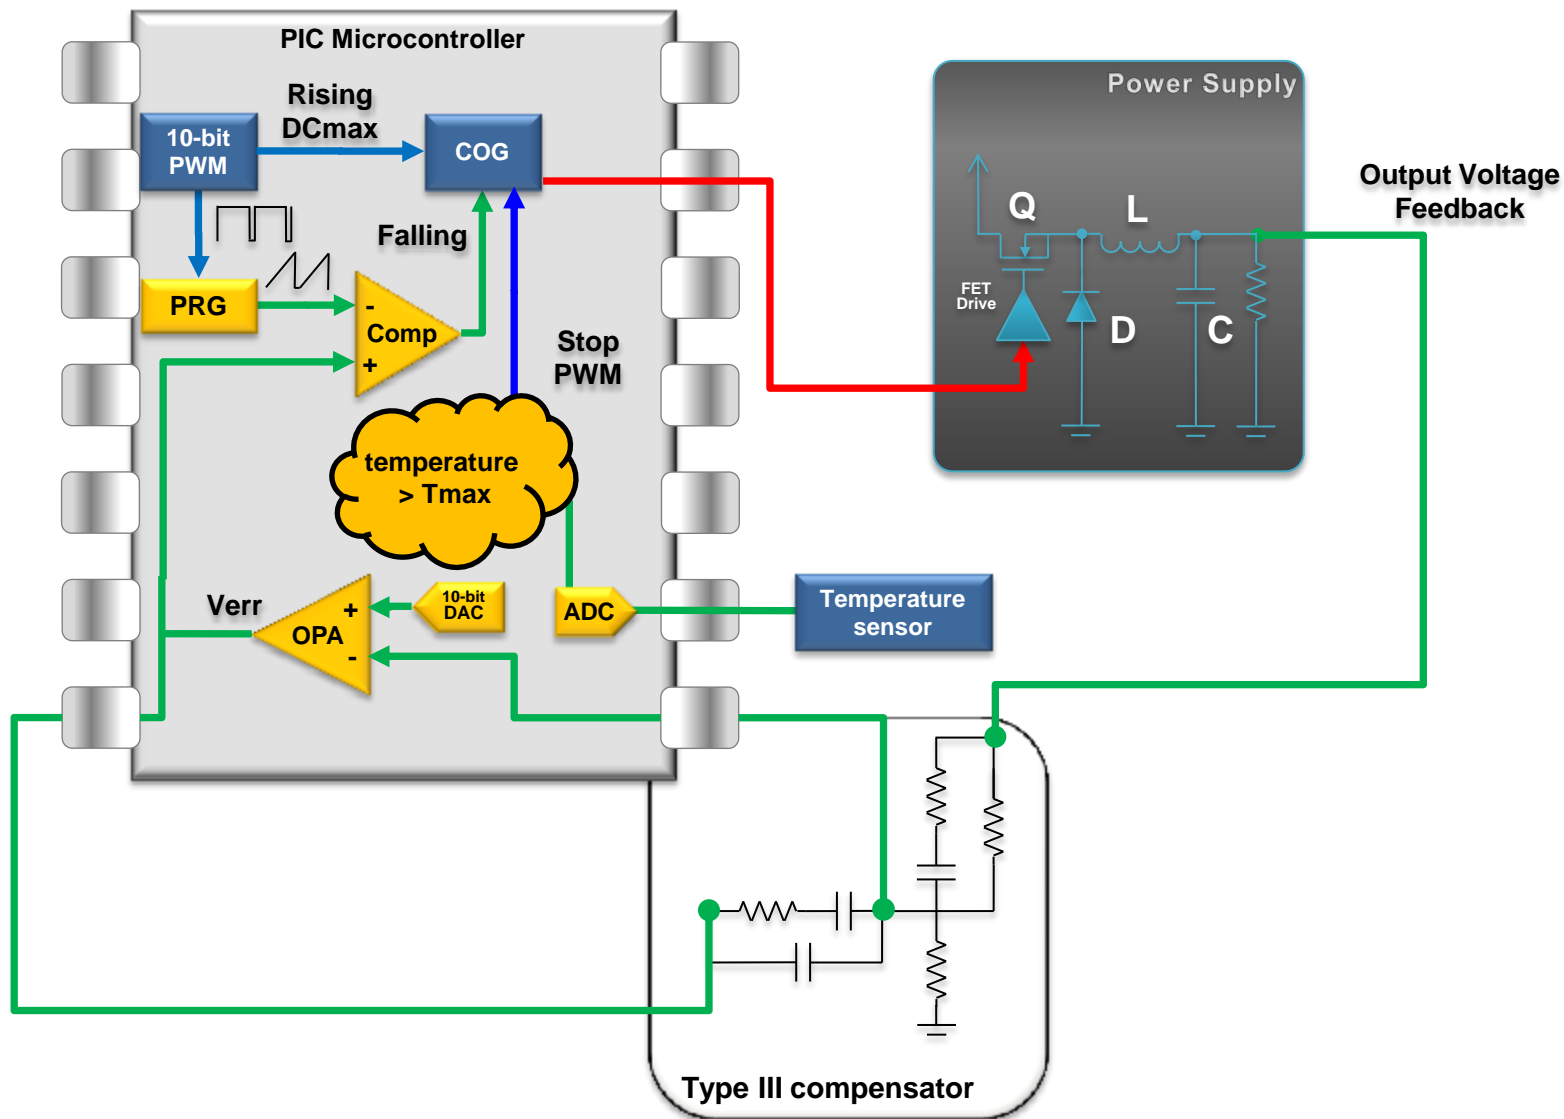 PIC Microcontroller
Rising
DCmax
10-bit
PWM
COG
Falling
PRG
-
Comp
+
Stop
PWM
temperature
> Tmax
Verr
+
OPA
-
10-bit
DAC
ADC
Temperature
sensor
Power Supply
Q
L
FET
Drive
D
C
Output Voltage
Feedback
Type III compensator